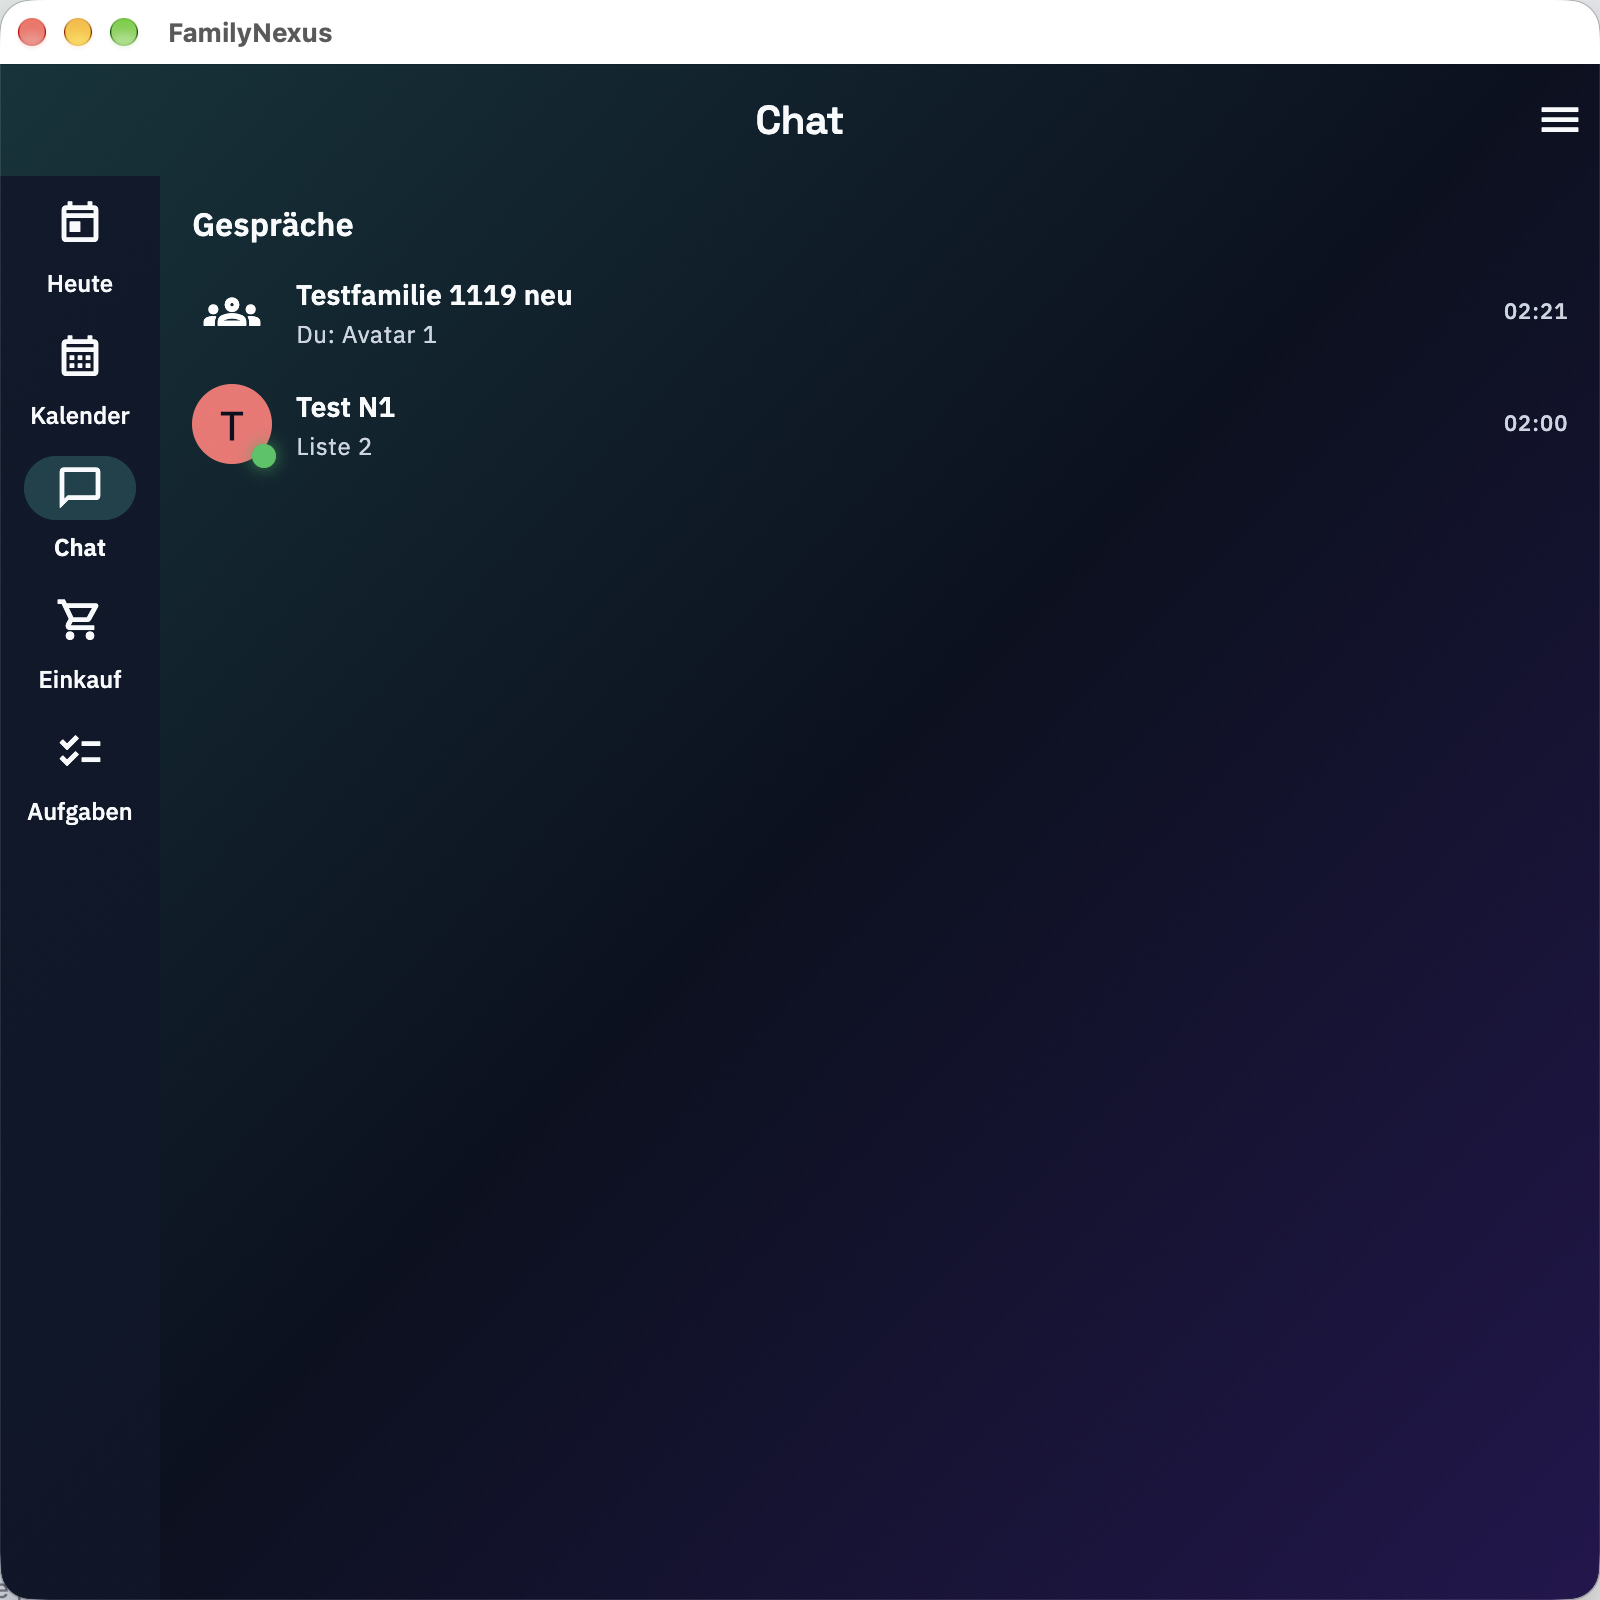 FamilyNexus
Chat
Heute
Kalender
Chat
Einkauf
Aufgaben
Gespräche
Testfamilie 1119 neu
Du: Avatar 1
02:21
T
Test N1
Liste 2
02:00